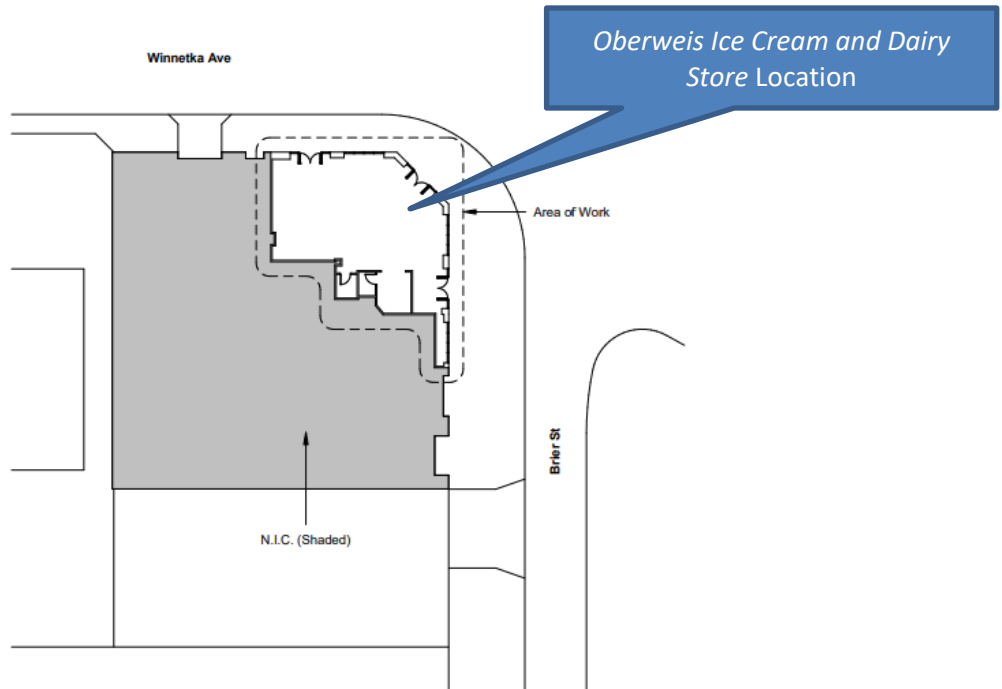 Winnetka Ave
Oberweis Ice Cream and Dairy
Store Location
Area of Work
Brier St
N.I.C. (Shaded)